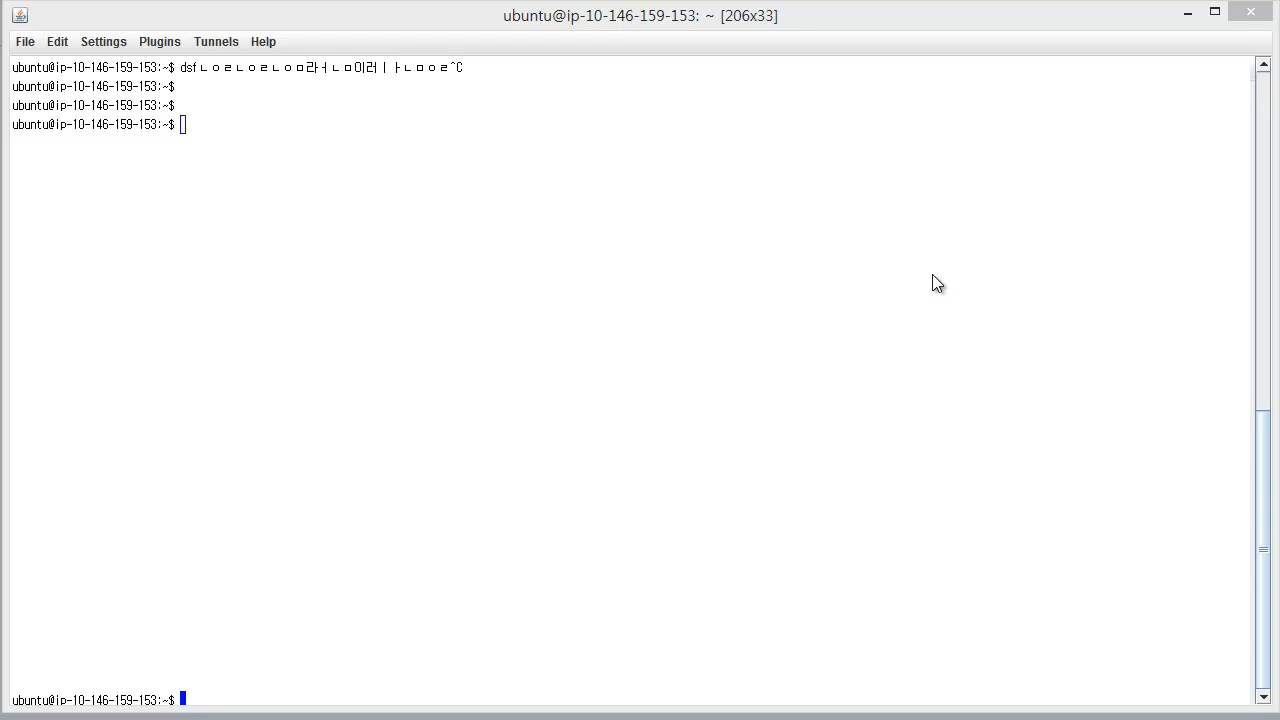 ubuntu@ip-10-146-159-153: ~ [206x33]
File Edit Settings Plugins Tunnels Help
ubuntu@ip-10-146-159-153:~$ dsfㄴㅇㄹㄴㅇㄹㄴㅇㅁ라ㅓㄴㅁ이러ㅣㅏㄴㅁㅇㄹ^C
ubuntu@ip-10-146-159-153:~$
ubuntu@ip-10-146-159-153:~$
ubuntu@ip-10-146-159-153:~$
ubuntu@ip-10-146-159-153:~$